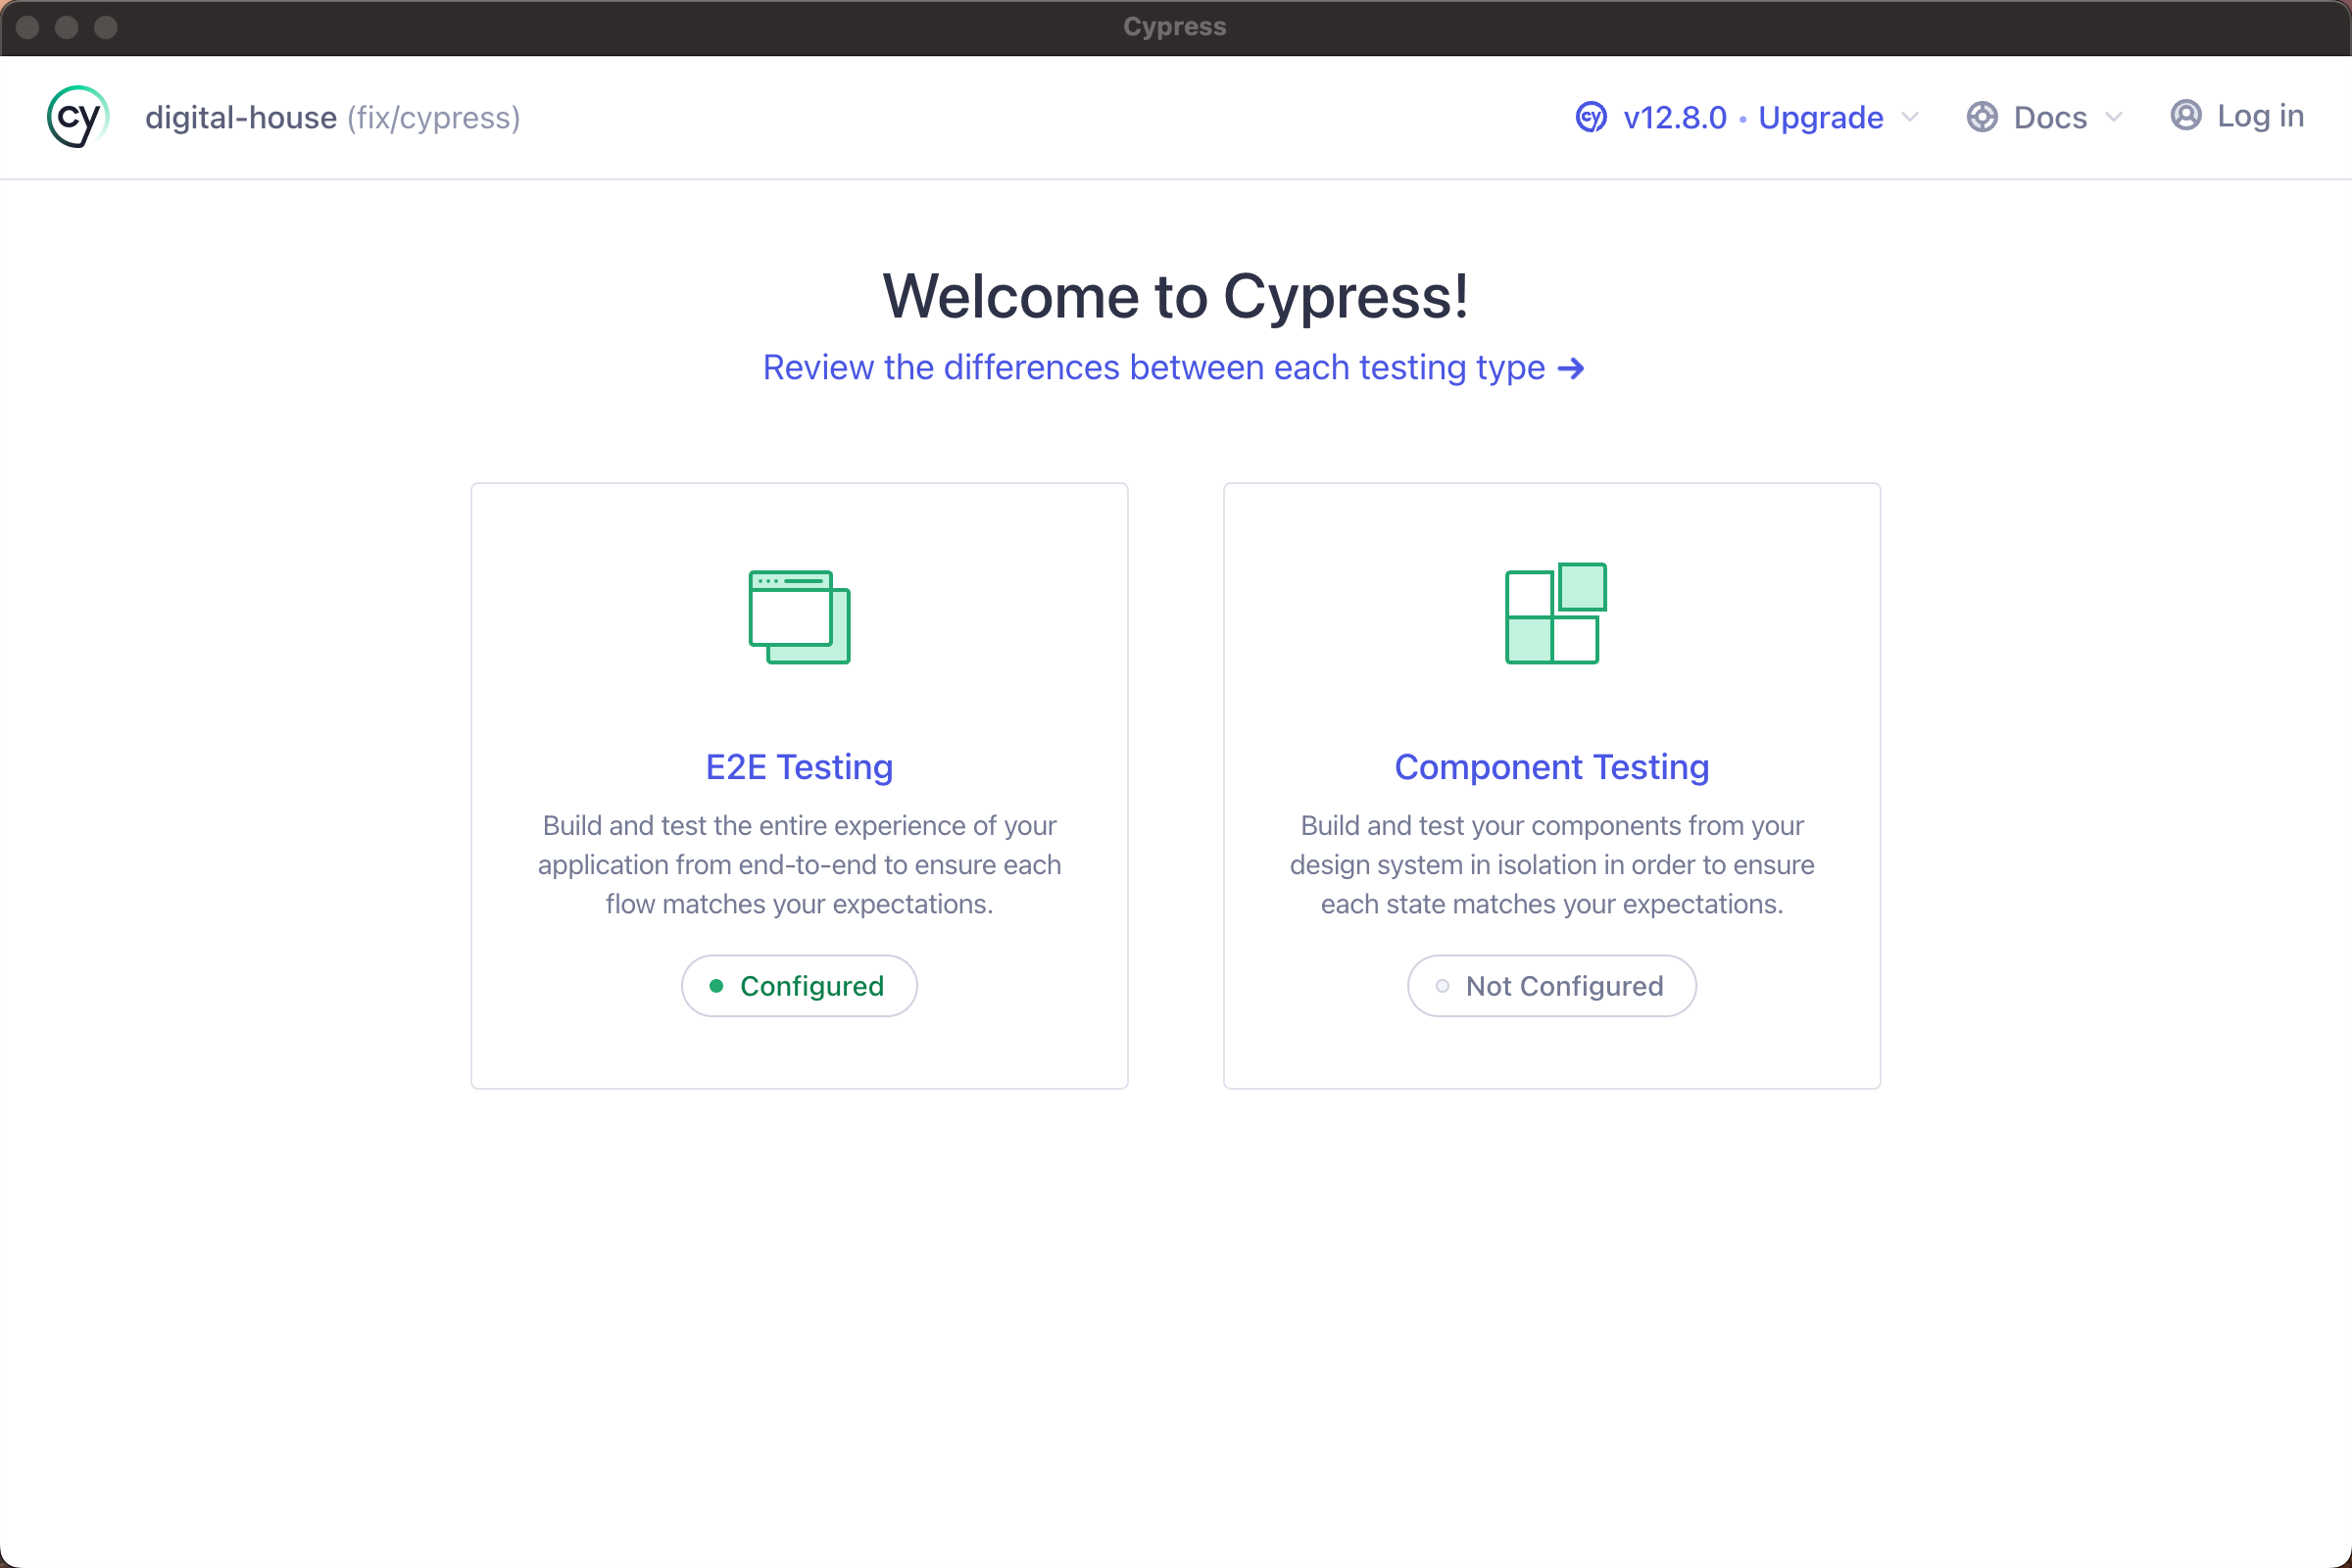 Cypress
cy
digital-house (fix/cypress)
cy v12.8.0 • Upgrade
Docs
Log in
Welcome to Cypress!
Review the differences between each testing type →
E2E Testing
Build and test the entire experience of your
application from end-to-end to ensure each
flow matches your expectations.
Configured
Component Testing
Build and test your components from your
design system in isolation in order to ensure
each state matches your expectations.
Not Configured